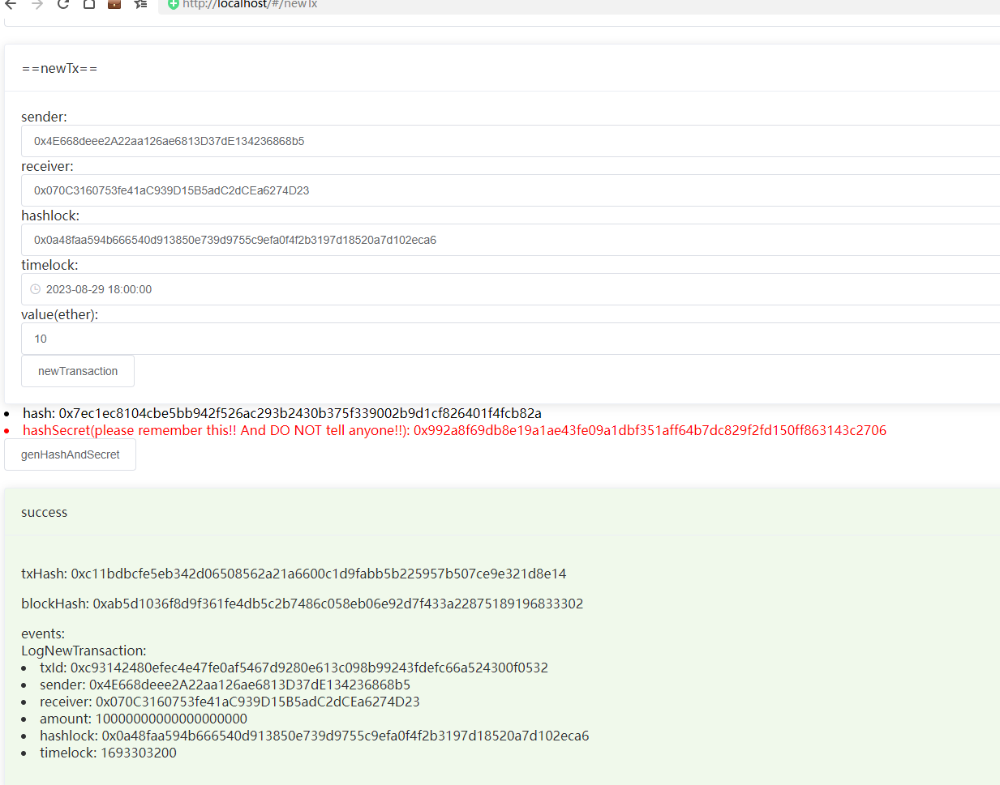 http://localhost/#/newTx
==newTx==
sender:
0x4E668deee2A22aa126ae6813D37dE134236868b5
receiver:
0x070C3160753fe41aC939D15B5adC2dCEa6274D23
hashlock:
0x0a48faa594b666540d913850e739d9755c9efa0f4f2b3197d18520a7d102eca6
timelock:
2023-08-29 18:00:00
value(ether):
10
newTransaction
hash: 0x7ec1ec8104cbe5bb942f526ac293b2430b375f339002b9d1cf826401f4fcb82a
hashSecret(please remember this!! And DO NOT tell anyone!!): 0x992a8f69db8e19a1ae43fe09a1dbf351aff64b7dc829f2fd150ff863143c2706
genHashAndSecret
success
txHash: 0xc11bdbcfe5eb342d06508562a21a6600c1d9fabb5b225957b507ce9e321d8e14
blockHash: 0xab5d1036f8d9f361fe4db5c2b7486c058eb06e92d7f433a22875189196833302
events:
LogNewTransaction:
txId: 0xc93142480efec4e47fe0af5467d9280e613c098b99243fdefc66a524300f0532
sender: 0x4E668deee2A22aa126ae6813D37dE134236868b5
receiver: 0x070C3160753fe41aC939D15B5adC2dCEa6274D23
amount: 10000000000000000000
hashlock: 0x0a48faa594b666540d913850e739d9755c9efa0f4f2b3197d18520a7d102eca6
timelock: 1693303200